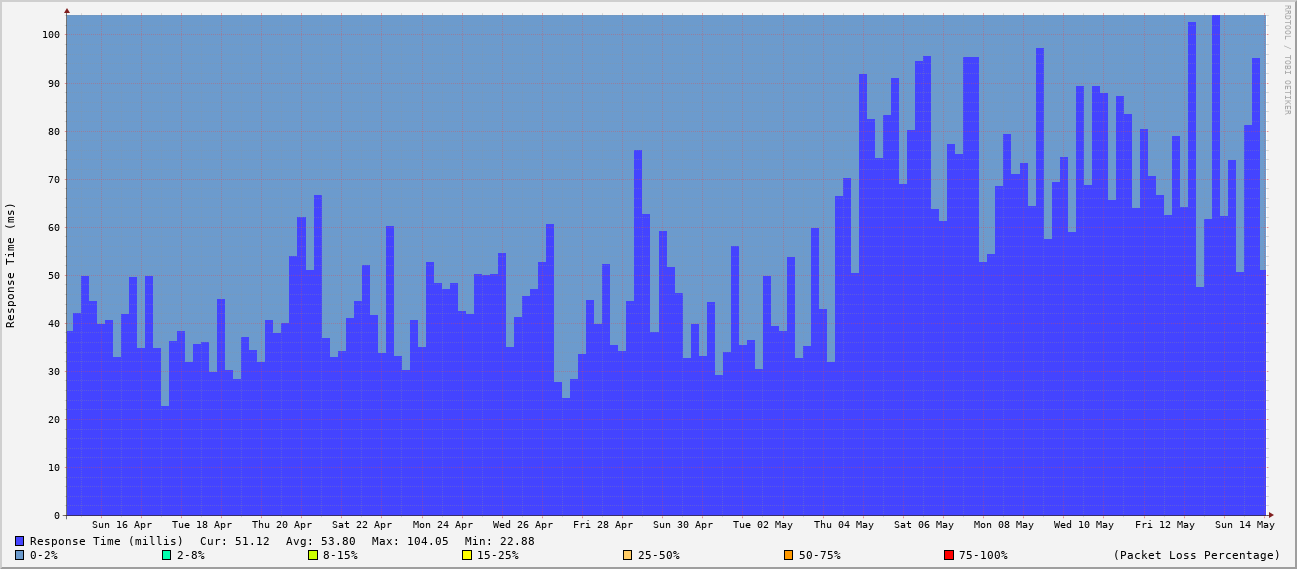 RRDTOOL / TOBI OETIKER
Response Time (ms)
100
90
80
70
60
50
40
30
20
10
0
Sun 16 Apr Tue 18 Apr Thu 20 Apr Sat 22 Apr Mon 24 Apr Wed 26 Apr Fri 28 Apr Sun 30 Apr Tue 02 May Thu 04 May Sat 06 May Mon 08 May Wed 10 May Fri 12 May Sun 14 May
Response Time (millis) Cur: 51.12 Avg: 53.80 Max: 104.05 Min: 22.88
0-2% 2-8% 8-15% 15-25% 25-50% 50-75% 75-100% (Packet Loss Percentage)